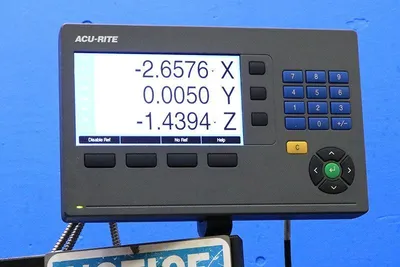 ACU-RITE
-2.6576 X
0.0050 Y
-1.4394 Z
Disable Ref No Ref Help
7 8 9
4 5 6
1 2 3
0 . +/-
C
NOTICE